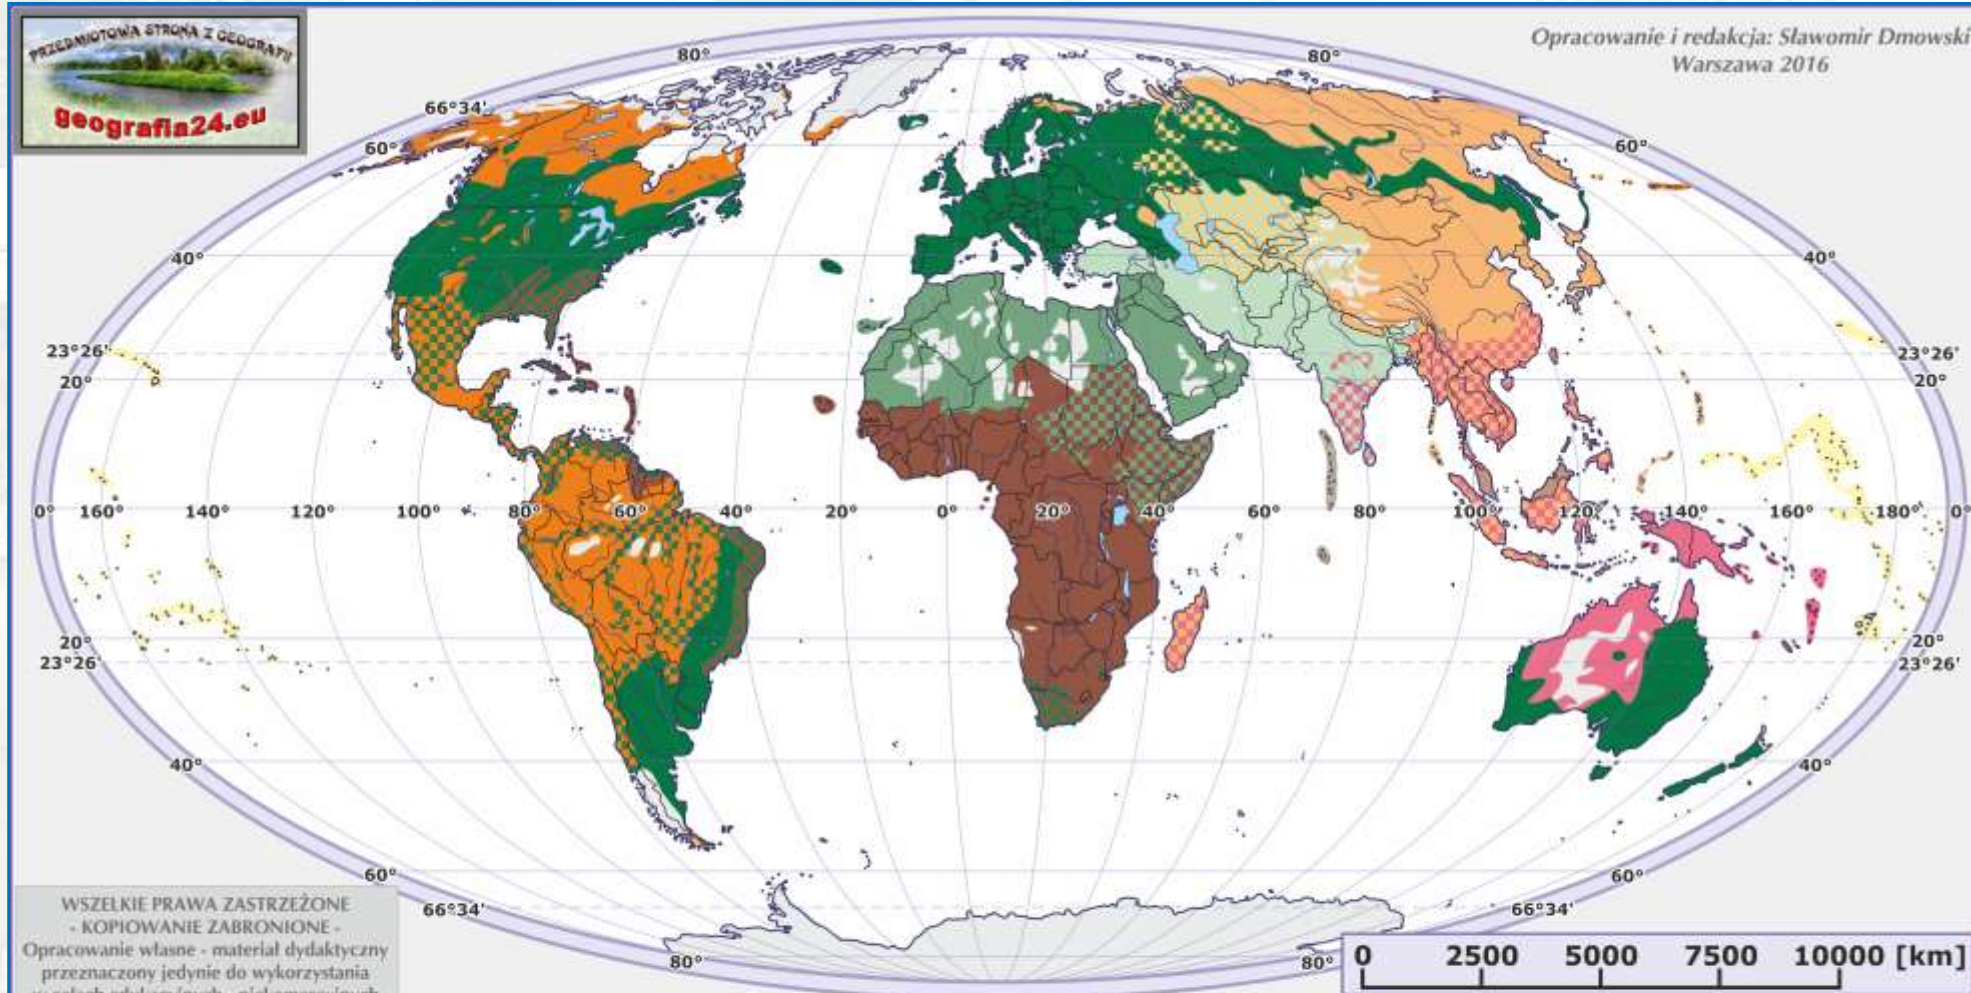 PRZEDMIOTOWA STRONA Z GEOGRAFII
geografia24.eu
Opracowanie i redakcja: Sławomir Dmowski
Warszawa 2016
80° 80°
66°34'
60° 60°
40° 40°
23°26' 23°26'
20° 20°
0° 160° 140° 120° 100° 80° 60° 40° 20° 0° 20° 40° 60° 80° 100° 120° 140° 160° 180° 0°
20° 20°
23°26' 23°26'
40° 40°
60° 60°
66°34' 66°34'
80° 80°
WSZELKIE PRAWA ZASTRZEŻONE
- KOPIOWANIE ZABRONIONE -
Opracowanie własne - materiał dydaktyczny
przeznaczony jedynie do wykorzystania
0 2500 5000 7500 10000 [km]